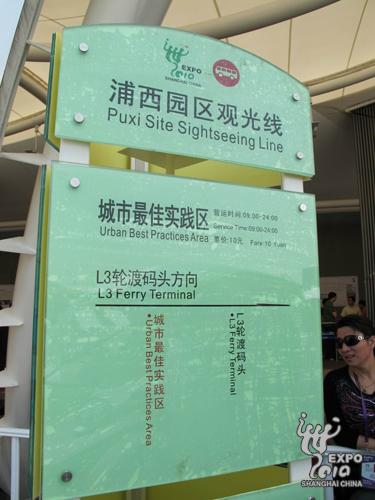 EXPO
2010
SHANGHAI CHINA
浦西园区观光线
Puxi Site Sightseeing Line
城市最佳实践区
Urban Best Practices Area
营运时间:09:00-24:00
Service Time:09:00-24:00
票价:10元 Fare: 10 Yuan
L3轮渡码头方向
L3 Ferry Terminal
城市最佳实践区
Urban Best Practices Area
L3轮渡码头
L3 Ferry Terminal
EXPO
2010
SHANGHAI CHINA